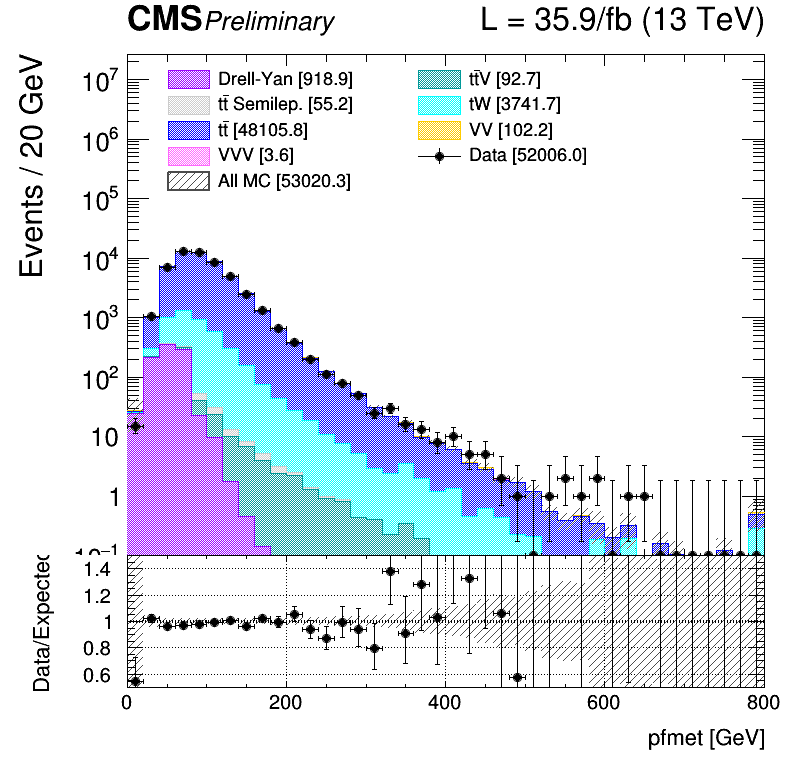 CMS Preliminary L = 35.9/fb (13 TeV)
Events / 20 GeV
10⁷
10⁶
10⁵
10⁴
10³
10²
10
1
10⁻¹
Drell-Yan [918.9]
tt̄ Semilep. [55.2]
tt̄ [48105.8]
VVV [3.6]
All MC [53020.3]
tt̄V [92.7]
tW [3741.7]
VV [102.2]
Data [52006.0]
Data/Expected
1.4
1.2
1
0.8
0.6
0 200 400 600 800
pfmet [GeV]